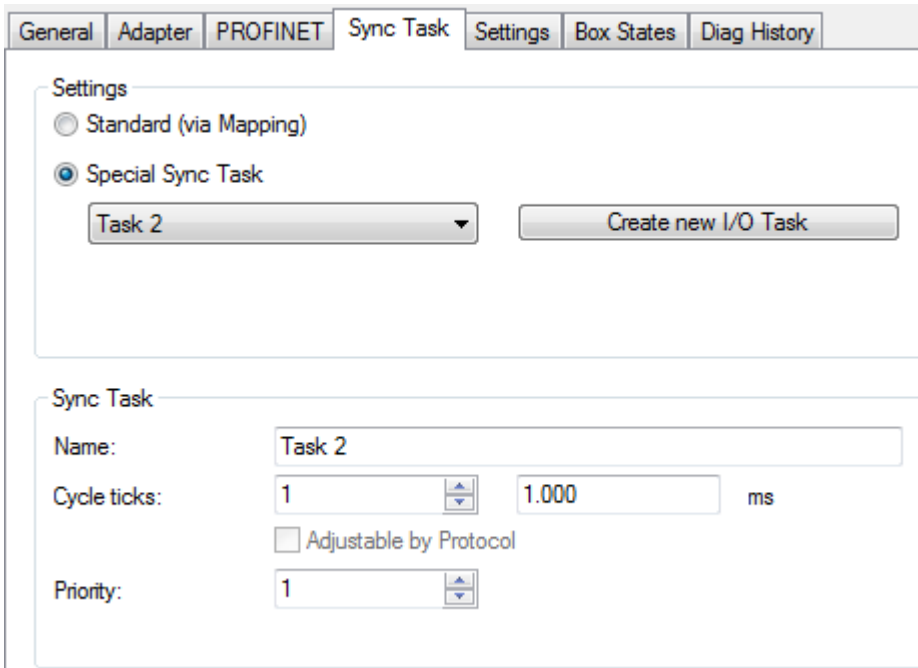 General Adapter PROFINET Sync Task Settings Box States Diag History
Settings
Standard (via Mapping)
Special Sync Task
Task 2 Create new I/O Task
Sync Task
Name: Task 2
Cycle ticks: 1 1.000 ms
Adjustable by Protocol
Priority: 1